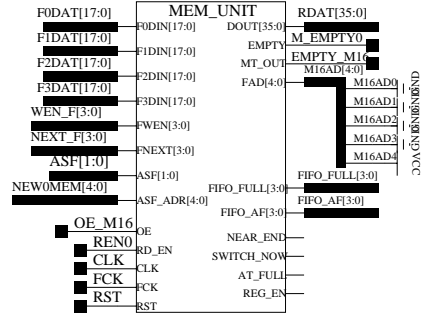 MEM_UNIT
F0DAT[17:0]
F0DIN[17:0]
F1DAT[17:0]
F1DIN[17:0]
F2DAT[17:0]
F2DIN[17:0]
F3DAT[17:0]
F3DIN[17:0]
WEN_F[3:0]
FWEN[3:0]
NEXT_F[3:0]
FNEXT[3:0]
ASF[1:0]
ASF[1:0]
NEW0MEM[4:0]
ASF_ADR[4:0]
OE_M16
OE
REN0
RD_EN
CLK
CLK
FCK
FCK
RST
RST
DOUT[35:0]
RDAT[35:0]
EMPTY
M_EMPTY0
MT_OUT
EMPTY_M16
FAD[4:0]
M16AD[4:0]
M16AD0
GND
M16AD1
M16AD2
M16AD3
M16AD4
VCC
FIFO_FULL[3:0]
FIFO_FULL[3:0]
FIFO_AF[3:0]
FIFO_AF[3:0]
NEAR_END
SWITCH_NOW
AT_FULL
REG_EN